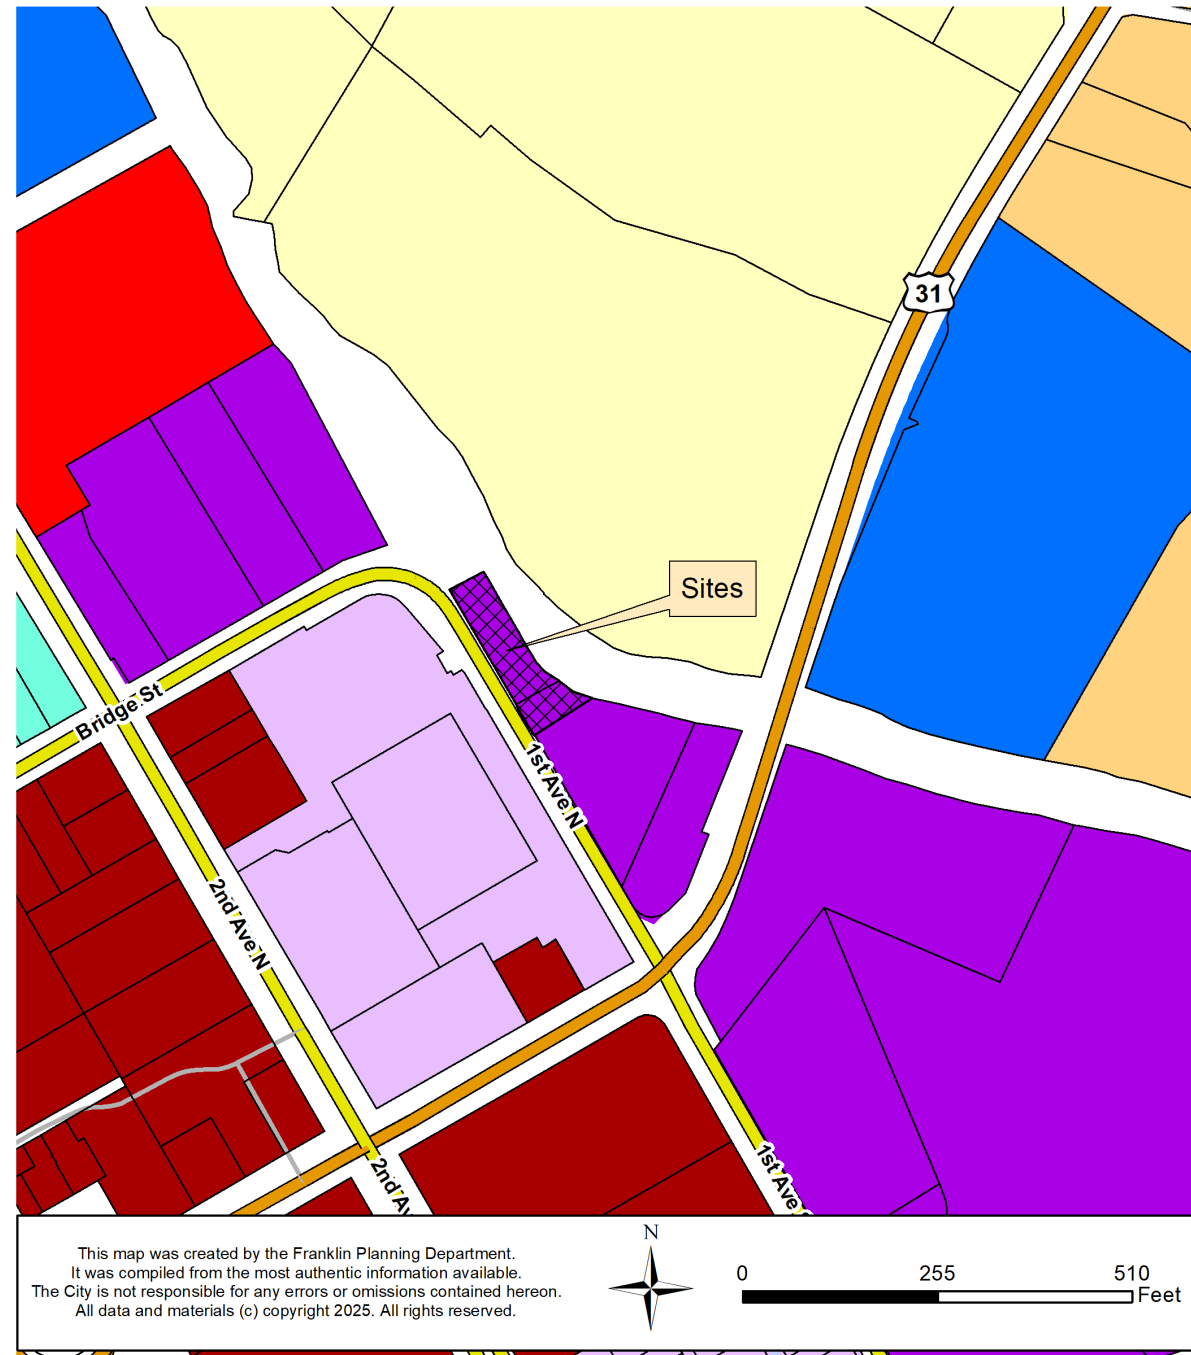 31
Sites
Bridge St
1st Ave N
2nd Ave N
1st Ave S
2nd Av
N
This map was created by the Franklin Planning Department.
It was compiled from the most authentic information available.
The City is not responsible for any errors or omissions contained hereon.
All data and materials (c) copyright 2025. All rights reserved.
0 255 510
Feet